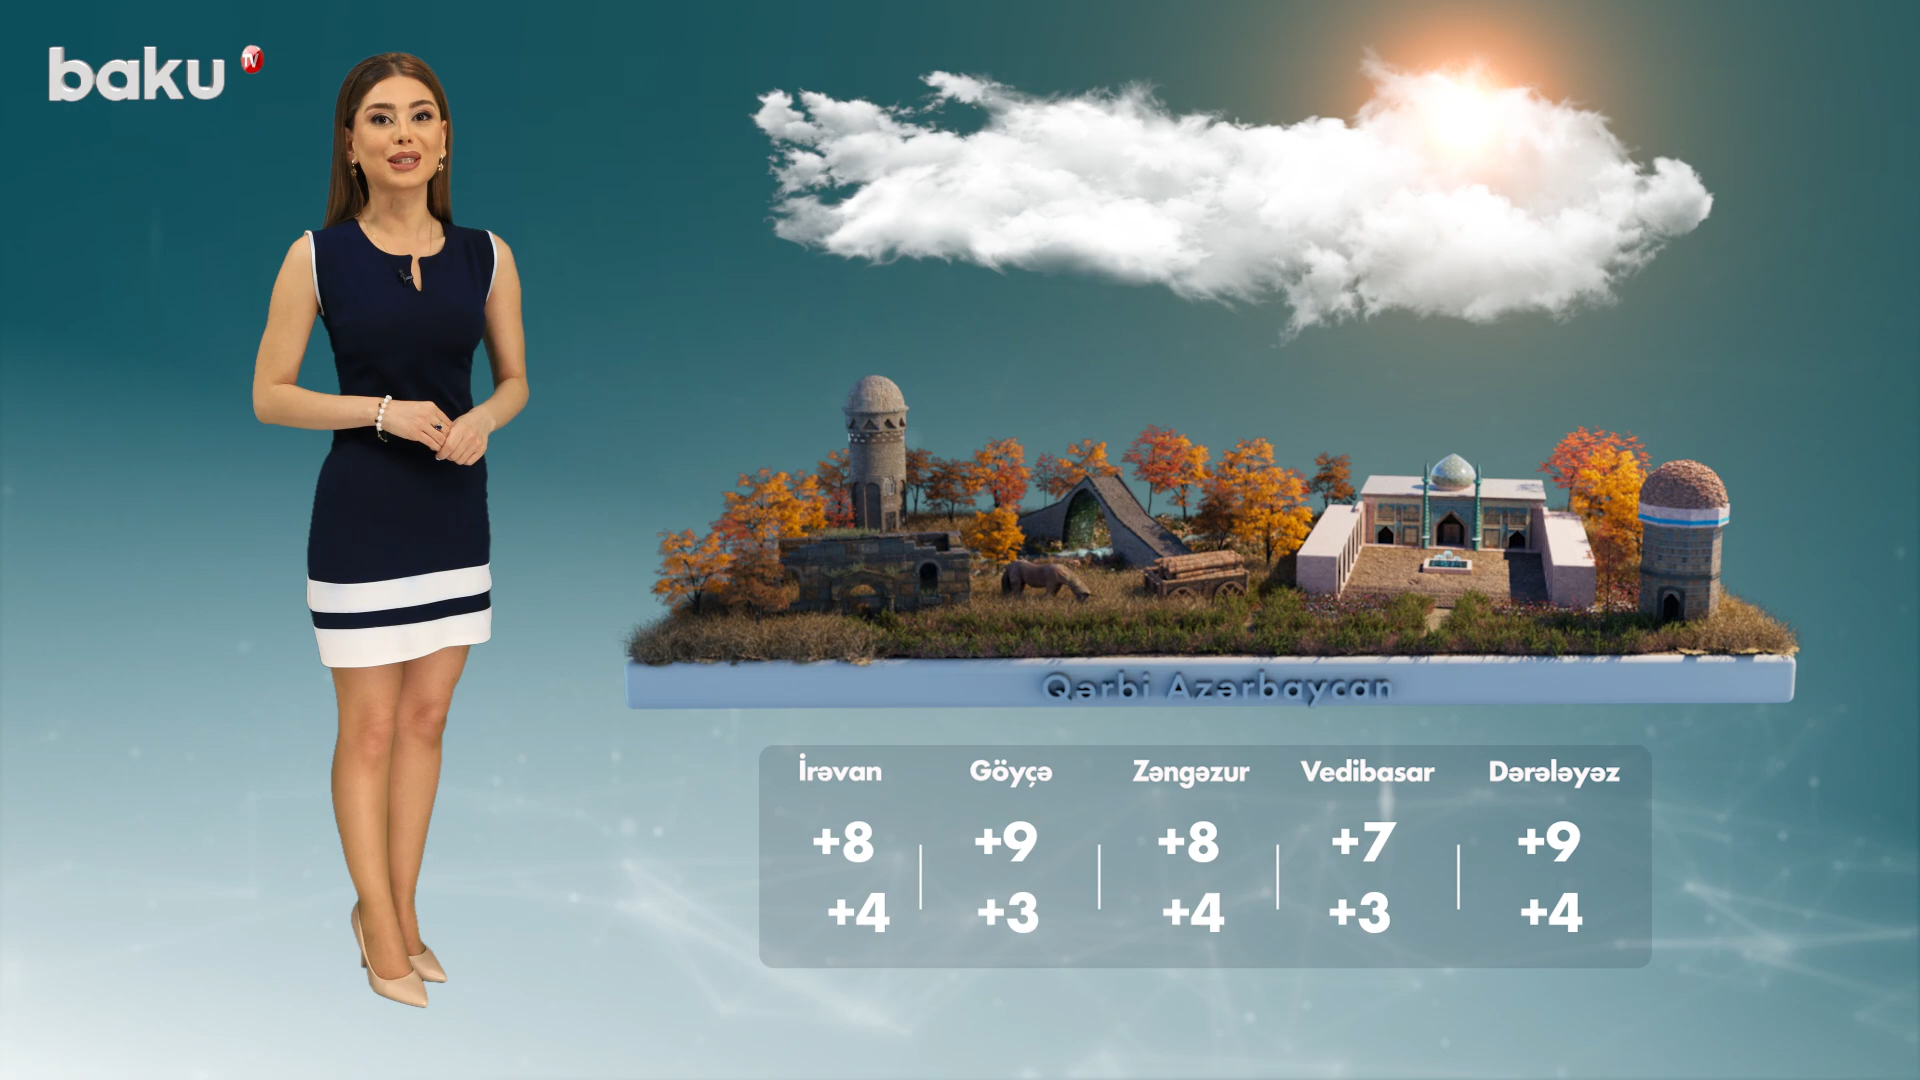 baku TV
Qərbi Azərbaycan
İrəvan Göyçə Zəngəzur Vedibasar Dərələyəz
+8 +9 +8 +7 +9
+4 +3 +4 +3 +4